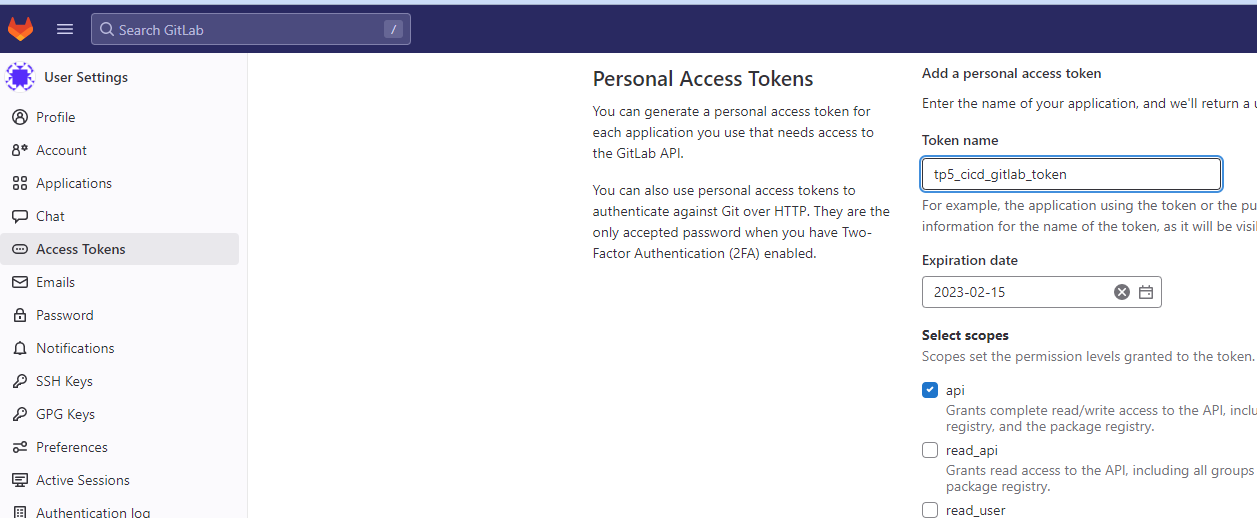 Search GitLab
/
User Settings
Profile
Account
Applications
Chat
Access Tokens
Emails
Password
Notifications
SSH Keys
GPG Keys
Preferences
Active Sessions
Authentication log
Personal Access Tokens
You can generate a personal access token for
each application you use that needs access to
the GitLab API.
You can also use personal access tokens to
authenticate against Git over HTTP. They are the
only accepted password when you have Two-
Factor Authentication (2FA) enabled.
Add a personal access token
Enter the name of your application, and we'll return a u
Token name
tp5_cicd_gitlab_token
For example, the application using the token or the pu
information for the name of the token, as it will be visi
Expiration date
2023-02-15
Select scopes
Scopes set the permission levels granted to the token.
api
Grants complete read/write access to the API, inclu
registry, and the package registry.
read_api
Grants read access to the API, including all groups
package registry.
read_user